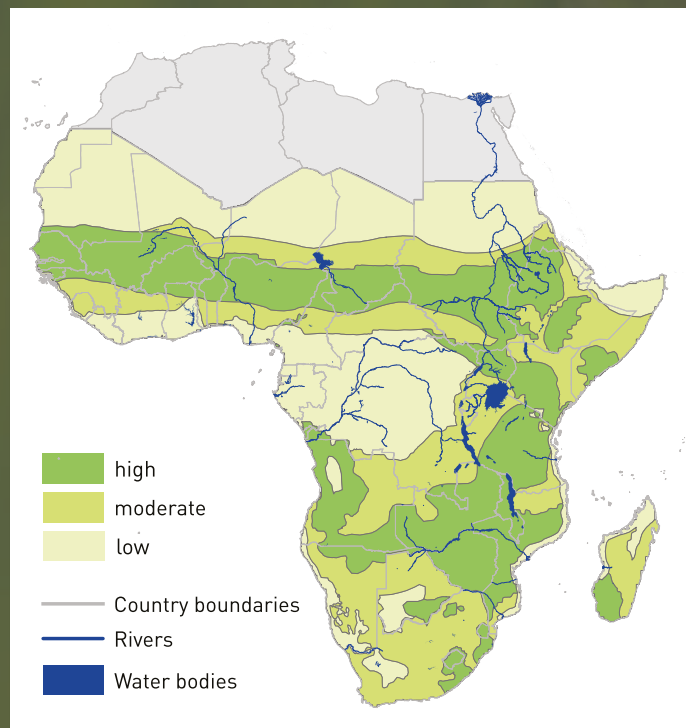 high
moderate
low
Country boundaries
Rivers
Water bodies